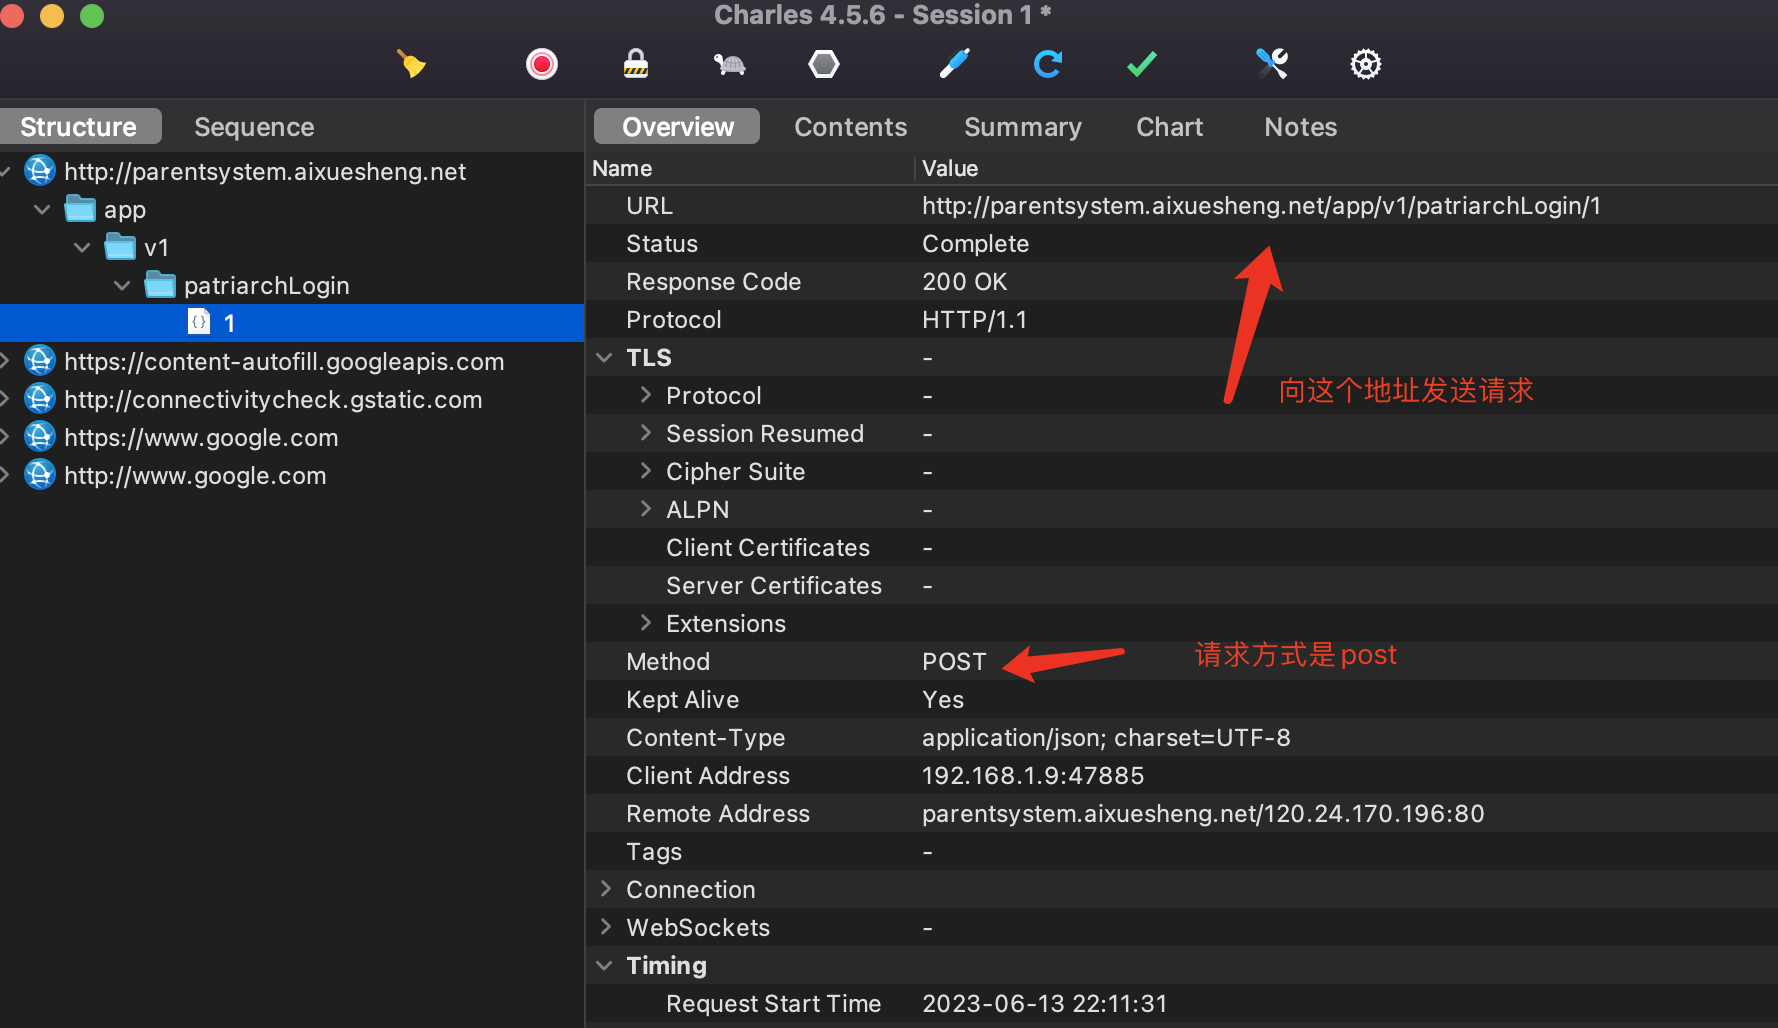 Charles 4.5.6 - Session 1 *
Structure
Sequence
http://parentsystem.aixuesheng.net
app
v1
patriarchLogin
{} 1
https://content-autofill.googleapis.com
http://connectivitycheck.gstatic.com
https://www.google.com
http://www.google.com
Overview
Contents
Summary
Chart
Notes
Name Value
URL http://parentsystem.aixuesheng.net/app/v1/patriarchLogin/1
Status Complete
Response Code 200 OK
Protocol HTTP/1.1
TLS -
Protocol -
向这个地址发送请求
Session Resumed -
Cipher Suite -
ALPN -
Client Certificates -
Server Certificates -
Extensions
Method POST
请求方式是post
Kept Alive Yes
Content-Type application/json; charset=UTF-8
Client Address 192.168.1.9:47885
Remote Address parentsystem.aixuesheng.net/120.24.170.196:80
Tags -
Connection
WebSockets -
Timing
Request Start Time 2023-06-13 22:11:31